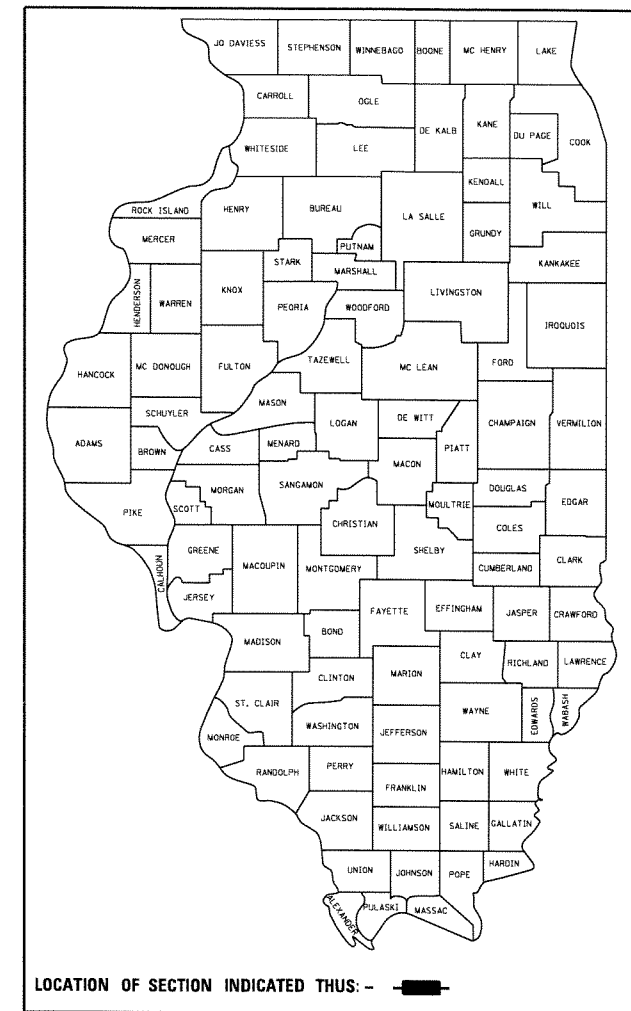 JO DAVIESS STEPHENSON WINNEBAGO BOONE MC HENRY LAKE
CARROLL OGLE DE KALB KANE DU PAGE COOK
WHITESIDE LEE KENDALL WILL
ROCK ISLAND HENRY BUREAU LA SALLE GRUNDY
MERCER PUTNAM KANKAKEE
STARK MARSHALL
HENDERSON WARREN KNOX PEORIA WOODFORD LIVINGSTON IROQUOIS
HANCOCK MC DONOUGH FULTON TAZEWELL MC LEAN FORD
MASON
SCHUYLER LOGAN DE WITT CHAMPAIGN VERMILION
ADAMS BROWN CASS MENARD MACON PIATT
PIKE SCOTT MORGAN SANGAMON MOULTRIE DOUGLAS EDGAR
CHRISTIAN COLES
CALHOUN GREENE MACOUPIN MONTGOMERY SHELBY CUMBERLAND CLARK
JERSEY FAYETTE EFFINGHAM JASPER CRAWFORD
MADISON BOND
CLINTON MARION CLAY RICHLAND LAWRENCE
ST. CLAIR WASHINGTON WAYNE EDWARDS WABASH
MONROE JEFFERSON
RANDOLPH PERRY HAMILTON WHITE
FRANKLIN
JACKSON WILLIAMSON SALINE GALLATIN
UNION JOHNSON POPE HARDIN
ALEXANDER PULASKI MASSAC
LOCATION OF SECTION INDICATED THUS: -